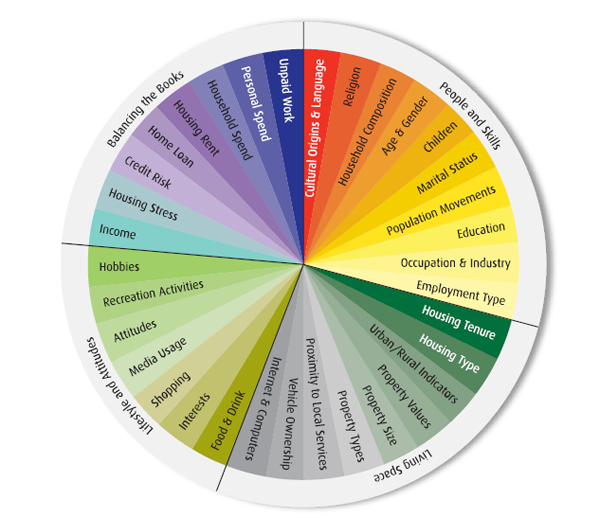 People and Skills
Cultural Origins & Language
Religion
Household Composition
Age & Gender
Children
Marital Status
Population Movements
Education
Occupation & Industry
Employment Type
Living Space
Housing Tenure
Housing Type
Urban/Rural Indicators
Property Values
Property Size
Property Types
Proximity to Local Services
Vehicle Ownership
Internet & Computers
Lifestyle and Attitudes
Food & Drink
Interests
Shopping
Media Usage
Attitudes
Recreation Activities
Hobbies
Balancing the Books
Income
Housing Stress
Credit Risk
Home Loan
Housing Rent
Household Spend
Personal Spend
Unpaid Work